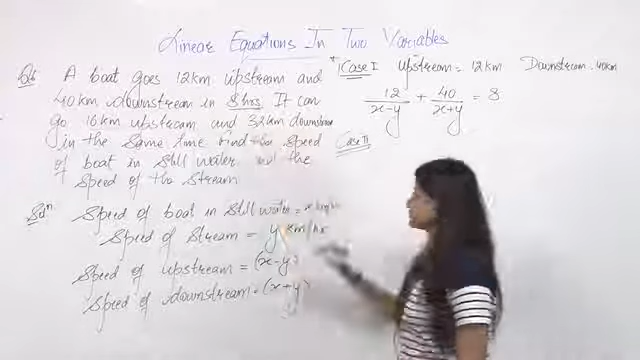 Linear Equations In Two Variables
Q6 A boat goes 12km upstream and
40km downstream in 8hrs. It can
go 16km upstream and 32km downstream
in the same time find the speed
of boat in still water and the
speed of the stream
Solⁿ Speed of boat in still water = x km/hr
Speed of stream = y km/hr
Speed of upstream = (x-y)
Speed of downstream = (x+y)
Case I Upstream = 12km Downstream = 40km
12/(x-y) + 40/(x+y) = 8
Case II